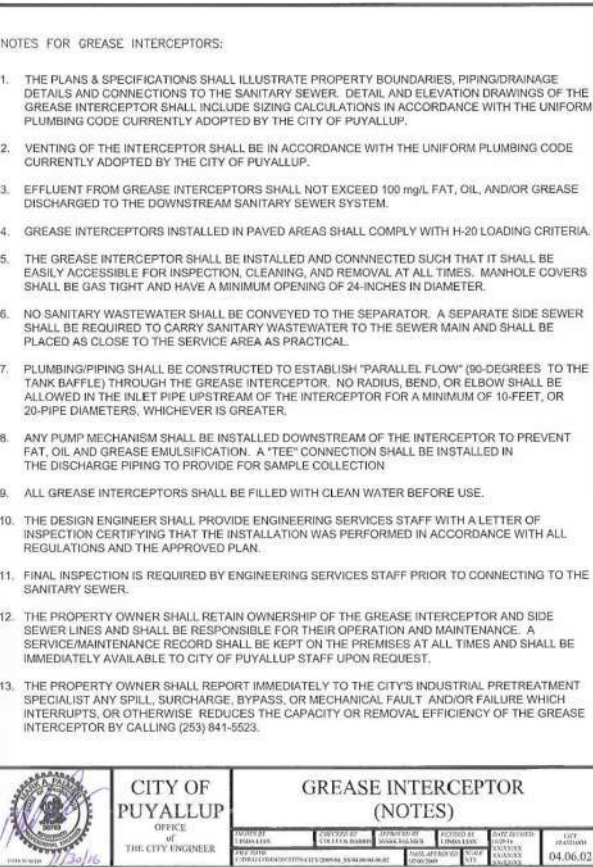 NOTES FOR GREASE INTERCEPTORS:
1. THE PLANS & SPECIFICATIONS SHALL ILLUSTRATE PROPERTY BOUNDARIES, PIPING/DRAINAGE
DETAILS AND CONNECTIONS TO THE SANITARY SEWER. DETAIL AND ELEVATION DRAWINGS OF THE
GREASE INTERCEPTOR SHALL INCLUDE SIZING CALCULATIONS IN ACCORDANCE WITH THE UNIFORM
PLUMBING CODE CURRENTLY ADOPTED BY THE CITY OF PUYALLUP.
2. VENTING OF THE INTERCEPTOR SHALL BE IN ACCORDANCE WITH THE UNIFORM PLUMBING CODE
CURRENTLY ADOPTED BY THE CITY OF PUYALLUP.
3. EFFLUENT FROM GREASE INTERCEPTORS SHALL NOT EXCEED 100 mg/L FAT, OIL, AND/OR GREASE
DISCHARGED TO THE DOWNSTREAM SANITARY SEWER SYSTEM.
4. GREASE INTERCEPTORS INSTALLED IN PAVED AREAS SHALL COMPLY WITH H-20 LOADING CRITERIA.
5. THE GREASE INTERCEPTOR SHALL BE INSTALLED AND CONNNECTED SUCH THAT IT SHALL BE
EASILY ACCESSIBLE FOR INSPECTION, CLEANING, AND REMOVAL AT ALL TIMES. MANHOLE COVERS
SHALL BE GAS TIGHT AND HAVE A MINIMUM OPENING OF 24-INCHES IN DIAMETER.
6. NO SANITARY WASTEWATER SHALL BE CONVEYED TO THE SEPARATOR. A SEPARATE SIDE SEWER
SHALL BE REQUIRED TO CARRY SANITARY WASTEWATER TO THE SEWER MAIN AND SHALL BE
PLACED AS CLOSE TO THE SERVICE AREA AS PRACTICAL.
7. PLUMBING/PIPING SHALL BE CONSTRUCTED TO ESTABLISH "PARALLEL FLOW" (90-DEGREES TO THE
TANK BAFFLE) THROUGH THE GREASE INTERCEPTOR. NO RADIUS, BEND, OR ELBOW SHALL BE
ALLOWED IN THE INLET PIPE UPSTREAM OF THE INTERCEPTOR FOR A MINIMUM OF 10-FEET, OR
20-PIPE DIAMETERS, WHICHEVER IS GREATER.
8. ANY PUMP MECHANISM SHALL BE INSTALLED DOWNSTREAM OF THE INTERCEPTOR TO PREVENT
FAT, OIL AND GREASE EMULSIFICATION. A "TEE" CONNECTION SHALL BE INSTALLED IN
THE DISCHARGE PIPING TO PROVIDE FOR SAMPLE COLLECTION
9. ALL GREASE INTERCEPTORS SHALL BE FILLED WITH CLEAN WATER BEFORE USE.
10. THE DESIGN ENGINEER SHALL PROVIDE ENGINEERING SERVICES STAFF WITH A LETTER OF
INSPECTION CERTIFYING THAT THE INSTALLATION WAS PERFORMED IN ACCORDANCE WITH ALL
REGULATIONS AND THE APPROVED PLAN.
11. FINAL INSPECTION IS REQUIRED BY ENGINEERING SERVICES STAFF PRIOR TO CONNECTING TO THE
SANITARY SEWER.
12. THE PROPERTY OWNER SHALL RETAIN OWNERSHIP OF THE GREASE INTERCEPTOR AND SIDE
SEWER LINES AND SHALL BE RESPONSIBLE FOR THEIR OPERATION AND MAINTENANCE. A
SERVICE/MAINTENANCE RECORD SHALL BE KEPT ON THE PREMISES AT ALL TIMES AND SHALL BE
IMMEDIATELY AVAILABLE TO CITY OF PUYALLUP STAFF UPON REQUEST.
13. THE PROPERTY OWNER SHALL REPORT IMMEDIATELY TO THE CITY'S INDUSTRIAL PRETREATMENT
SPECIALIST ANY SPILL, SURCHARGE, BYPASS, OR MECHANICAL FAULT AND/OR FAILURE WHICH
INTERRUPTS, OR OTHERWISE REDUCES THE CAPACITY OR REMOVAL EFFICIENCY OF THE GREASE
INTERCEPTOR BY CALLING (253) 841-5523.
11/30/16
CITY OF
PUYALLUP
OFFICE
of
THE CITY ENGINEER
GREASE INTERCEPTOR
(NOTES)
CITY
STANDARD
04.06.02